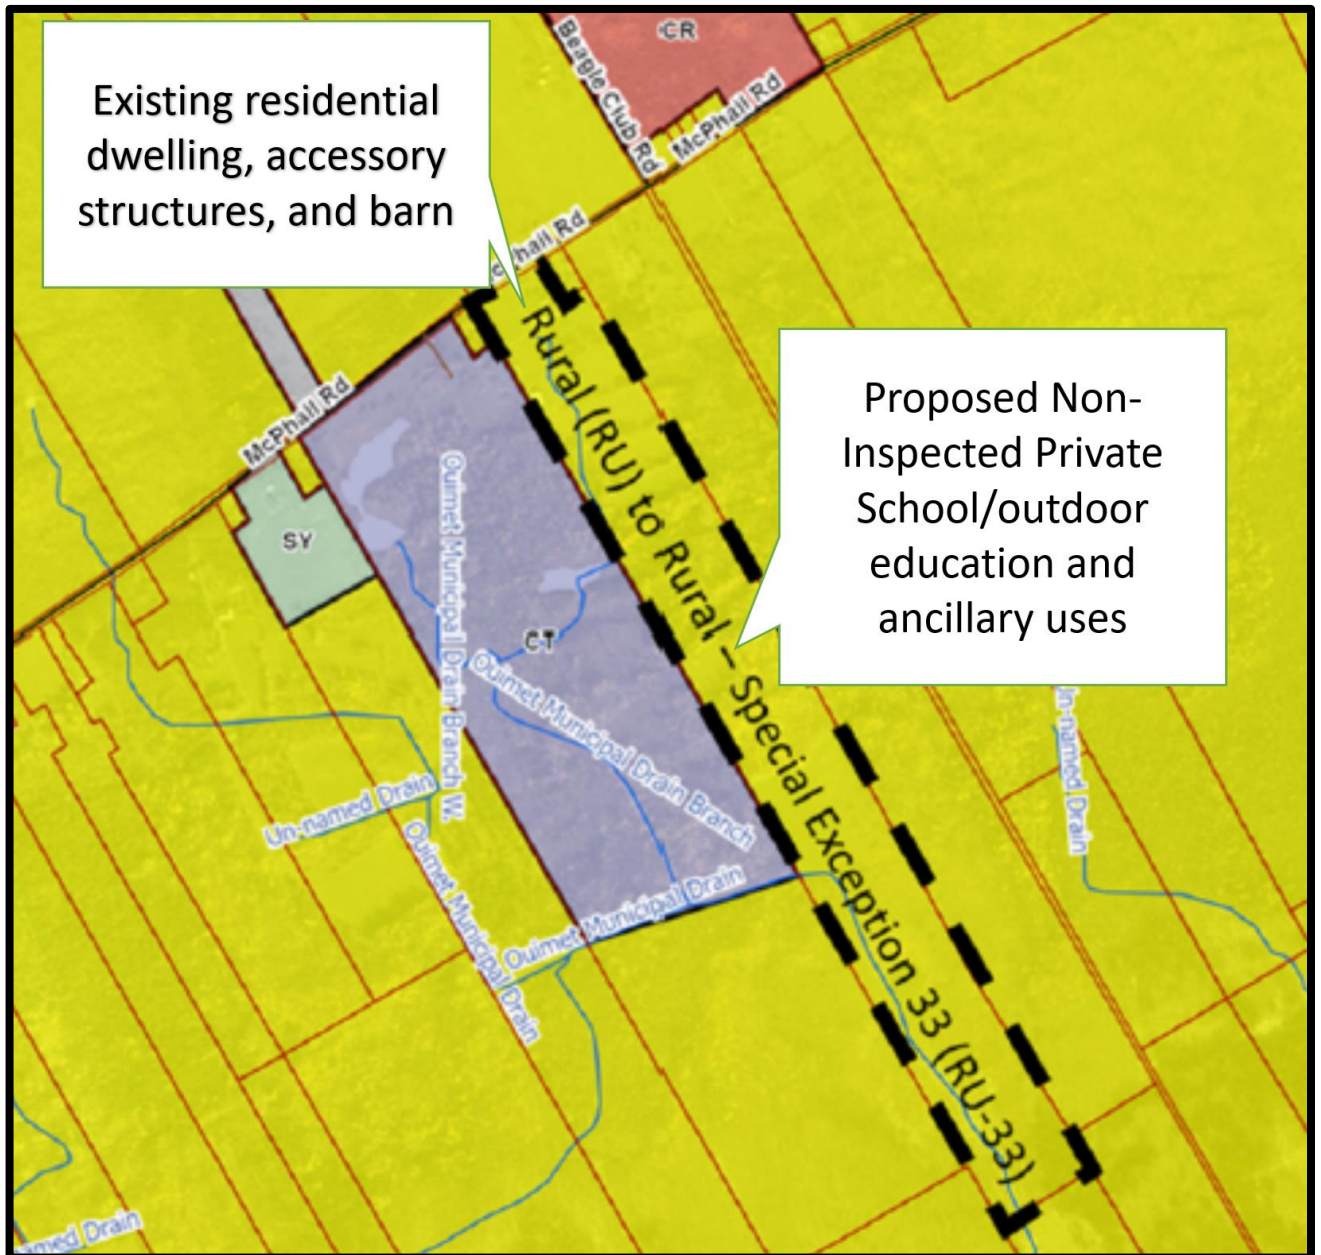 Existing residential
dwelling, accessory
structures, and barn
Beagle Club Rd
CR
McPhail Rd
McPhail Rd
SY
CT
Rural (RU) to Rural – Special Exception 33 (RU-33)
Proposed Non-
Inspected Private
School/outdoor
education and
ancillary uses
Ouimet Municipal Drain Branch W.
Ouimet Municipal Drain Branch
Un-named Drain
Ouimet Municipal Drain
Ouimet Municipal Drain
Un-named Drain
Drain